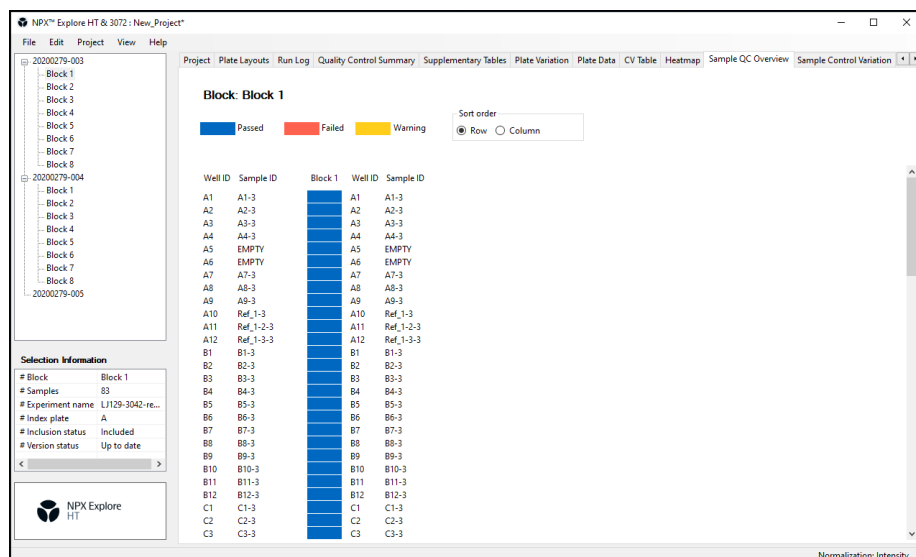 NPX™ Explore HT & 3072 : New_Project*
File Edit Project View Help
20200279-003
Block 1
Block 2
Block 3
Block 4
Block 5
Block 6
Block 7
Block 8
20200279-004
Block 1
Block 2
Block 3
Block 4
Block 5
Block 6
Block 7
Block 8
20200279-005
Selection Information
# Block Block 1
# Samples 83
# Experiment name LJ129-3042-re...
# Index plate A
# Inclusion status Included
# Version status Up to date
NPX Explore
HT
Project Plate Layouts Run Log Quality Control Summary Supplementary Tables Plate Variation Plate Data CV Table Heatmap Sample QC Overview Sample Control Variation
Block: Block 1
Passed Failed Warning
Sort order
Row Column
Well ID Sample ID Block 1 Well ID Sample ID
A1 A1-3 A1 A1-3
A2 A2-3 A2 A2-3
A3 A3-3 A3 A3-3
A4 A4-3 A4 A4-3
A5 EMPTY A5 EMPTY
A6 EMPTY A6 EMPTY
A7 A7-3 A7 A7-3
A8 A8-3 A8 A8-3
A9 A9-3 A9 A9-3
A10 Ref_1-3 A10 Ref_1-3
A11 Ref_1-2-3 A11 Ref_1-2-3
A12 Ref_1-3-3 A12 Ref_1-3-3
B1 B1-3 B1 B1-3
B2 B2-3 B2 B2-3
B3 B3-3 B3 B3-3
B4 B4-3 B4 B4-3
B5 B5-3 B5 B5-3
B6 B6-3 B6 B6-3
B7 B7-3 B7 B7-3
B8 B8-3 B8 B8-3
B9 B9-3 B9 B9-3
B10 B10-3 B10 B10-3
B11 B11-3 B11 B11-3
B12 B12-3 B12 B12-3
C1 C1-3 C1 C1-3
C2 C2-3 C2 C2-3
C3 C3-3 C3 C3-3
Normalization: Intensity